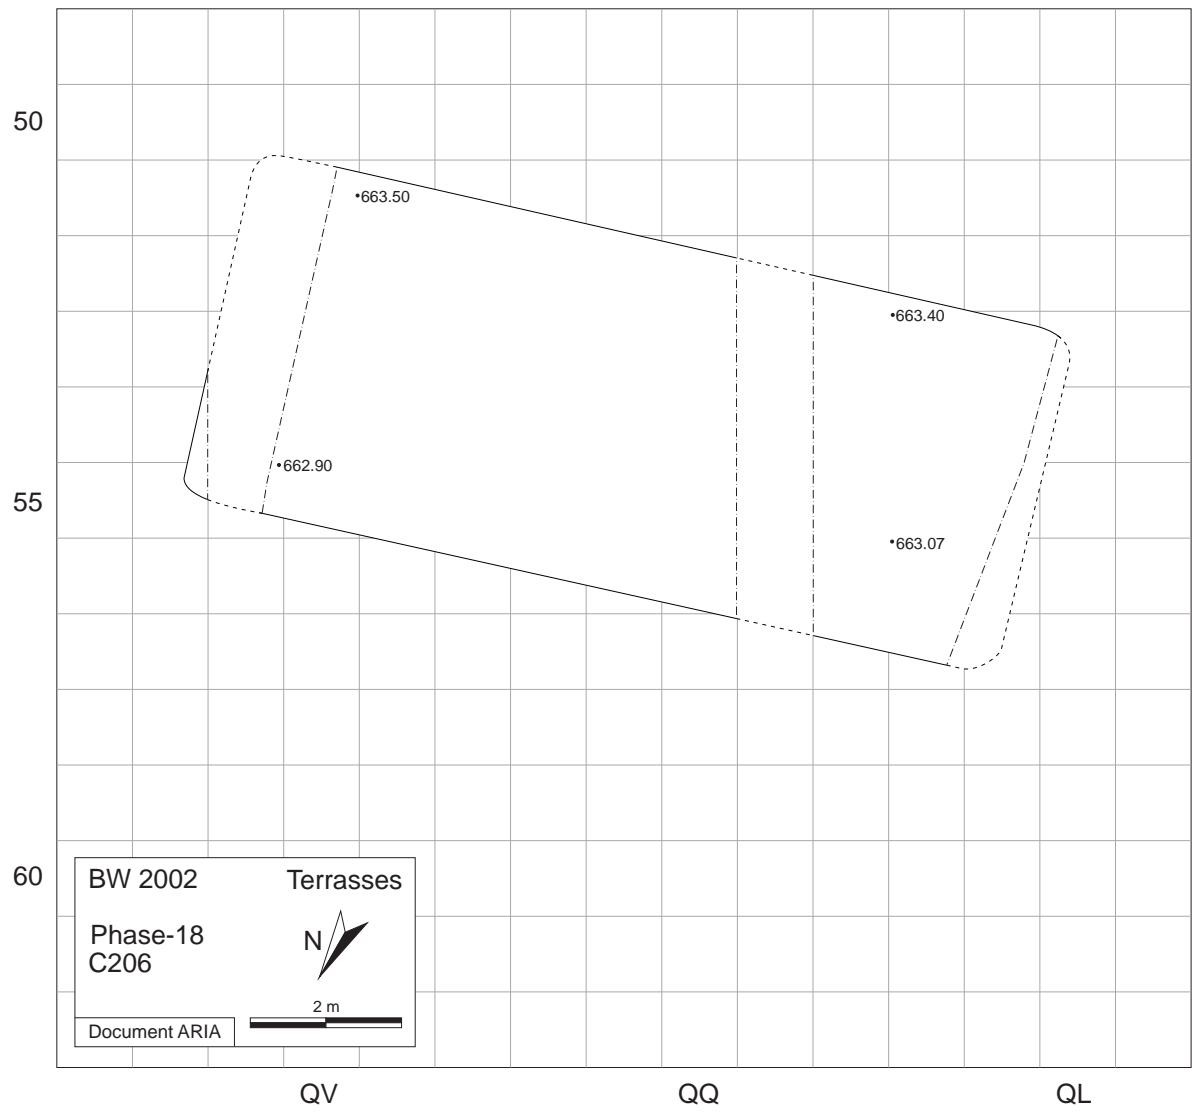 50
663.50
663.40
662.90
55
663.07
60
BW 2002 Terrasses
Phase-18
N
C206
2 m
Document ARIA
QV QQ QL